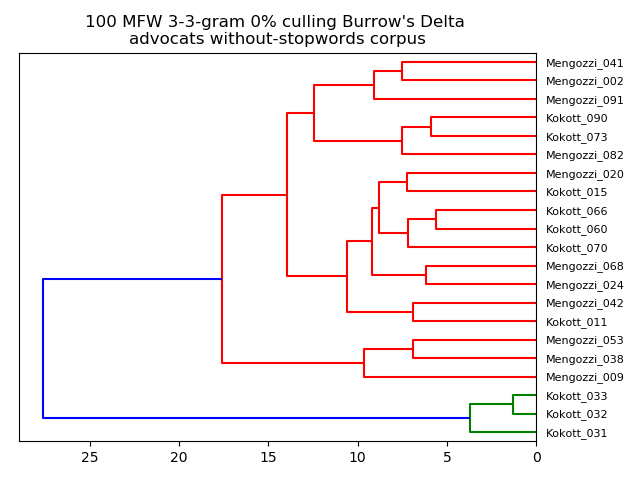 100 MFW 3-3-gram 0% culling Burrow's Delta
advocats without-stopwords corpus
Mengozzi_041
Mengozzi_002
Mengozzi_091
Kokott_090
Kokott_073
Mengozzi_082
Mengozzi_020
Kokott_015
Kokott_066
Kokott_060
Kokott_070
Mengozzi_068
Mengozzi_024
Mengozzi_042
Kokott_011
Mengozzi_053
Mengozzi_038
Mengozzi_009
Kokott_033
Kokott_032
Kokott_031
25 20 15 10 5 0